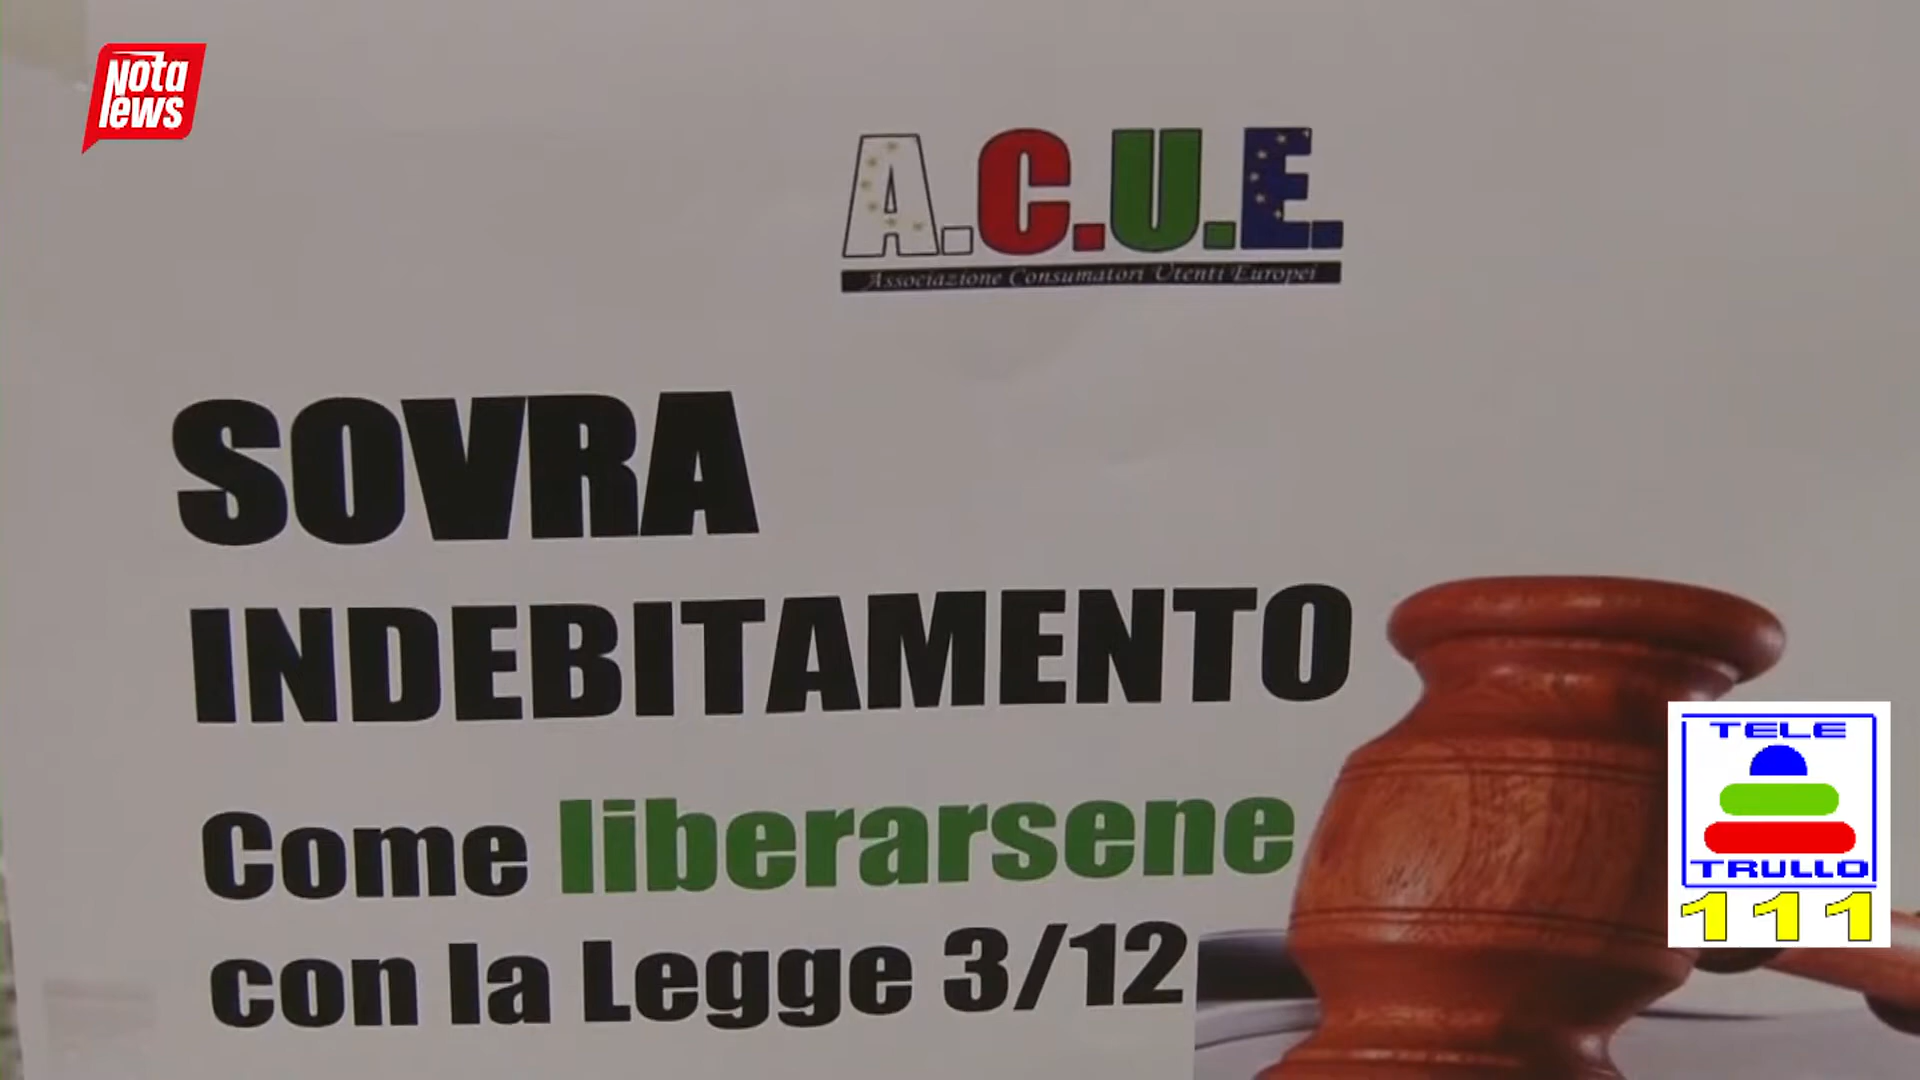 Nota
news
A.C.U.E.
Associazione Consumatori Utenti Europei
SOVRA
INDEBITAMENTO
Come liberarsene
con la Legge 3/12
TELE
TRULLO
111